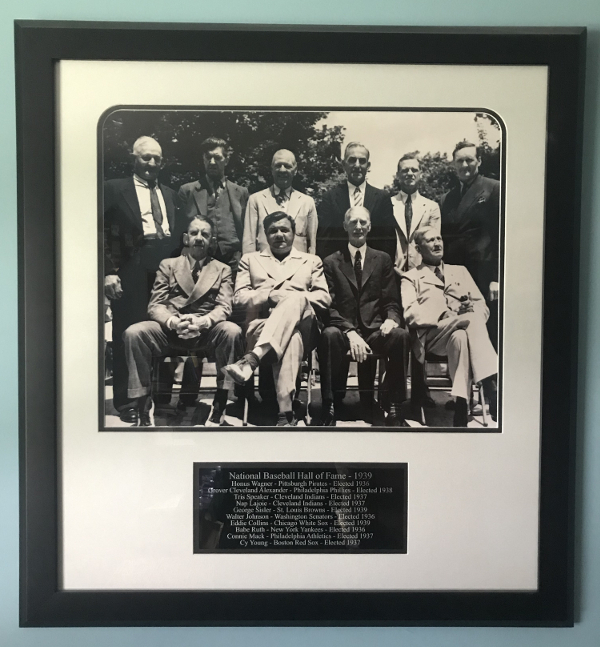 National Baseball Hall of Fame - 1939
Honus Wagner - Pittsburgh Pirates - Elected 1936
Grover Cleveland Alexander - Philadelphia Phillies - Elected 1938
Tris Speaker - Cleveland Indians - Elected 1937
Nap Lajoie - Cleveland Indians - Elected 1937
George Sisler - St. Louis Browns - Elected 1939
Walter Johnson - Washington Senators - Elected 1936
Eddie Collins - Chicago White Sox - Elected 1939
Babe Ruth - New York Yankees - Elected 1936
Connie Mack - Philadelphia Athletics - Elected 1937
Cy Young - Boston Red Sox - Elected 1937